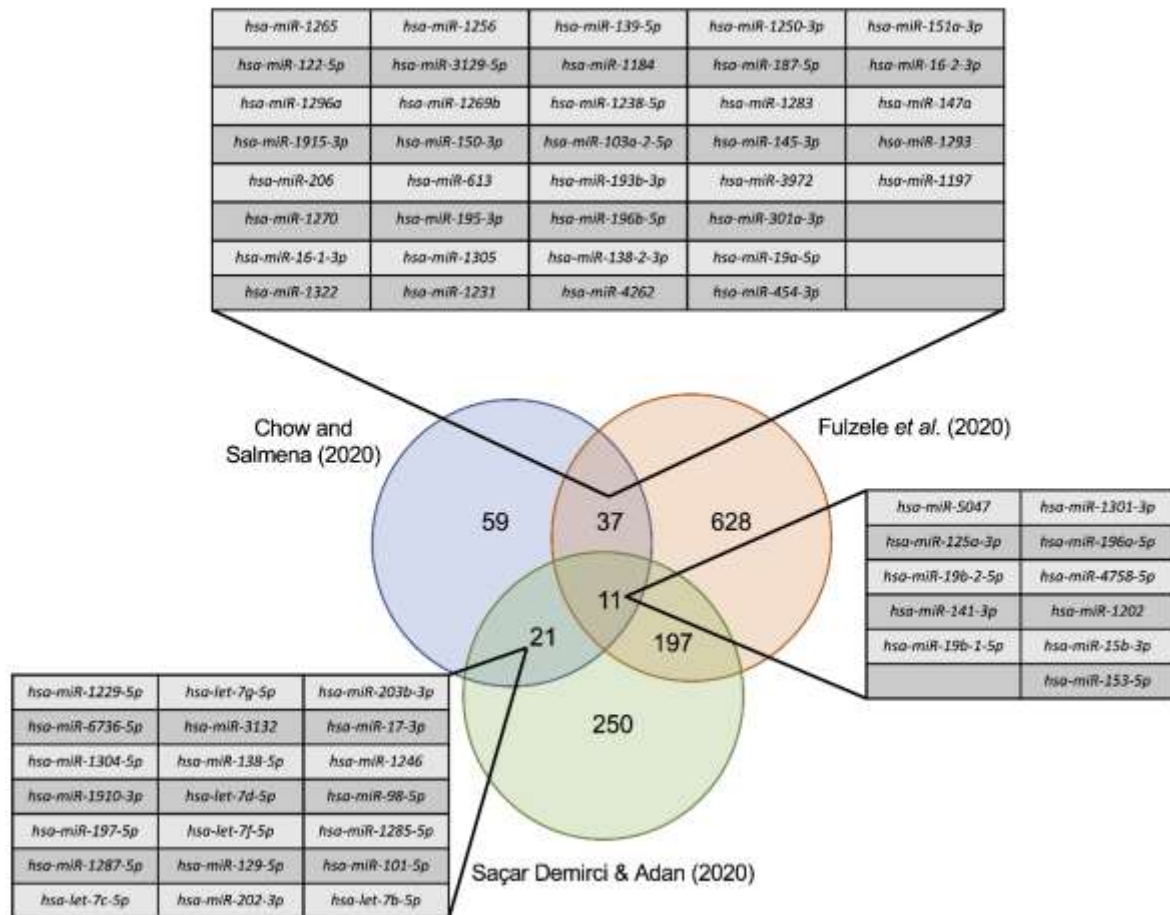 hsa-miR-1265 hsa-miR-1256 hsa-miR-139-5p hsa-miR-1250-3p hsa-miR-151a-3p
hsa-miR-122-5p hsa-miR-3129-5p hsa-miR-1184 hsa-miR-187-5p hsa-miR-16-2-3p
hsa-miR-1296a hsa-miR-1269b hsa-miR-1238-5p hsa-miR-1283 hsa-miR-147a
hsa-miR-1915-3p hsa-miR-150-3p hsa-miR-103a-2-5p hsa-miR-145-3p hsa-miR-1293
hsa-miR-206 hsa-miR-613 hsa-miR-193b-3p hsa-miR-3972 hsa-miR-1197
hsa-miR-1270 hsa-miR-195-3p hsa-miR-196b-5p hsa-miR-301a-3p
hsa-miR-16-1-3p hsa-miR-1305 hsa-miR-138-2-3p hsa-miR-19a-5p
hsa-miR-1322 hsa-miR-1231 hsa-miR-4262 hsa-miR-454-3p
Chow and
Salmena (2020)
Fulzele et al. (2020)
59 37 628
11
21 197
250
hsa-miR-5047 hsa-miR-1301-3p
hsa-miR-125a-3p hsa-miR-196a-5p
hsa-miR-19b-2-5p hsa-miR-4758-5p
hsa-miR-141-3p hsa-miR-1202
hsa-miR-19b-1-5p hsa-miR-15b-3p
hsa-miR-153-5p
hsa-miR-1229-5p hsa-let-7g-5p hsa-miR-203b-3p
hsa-miR-6736-5p hsa-miR-3132 hsa-miR-17-3p
hsa-miR-1304-5p hsa-miR-138-5p hsa-miR-1246
hsa-miR-1910-3p hsa-let-7d-5p hsa-miR-98-5p
hsa-miR-197-5p hsa-let-7f-5p hsa-miR-1285-5p
hsa-miR-1287-5p hsa-miR-129-5p hsa-miR-101-5p
hsa-let-7c-5p hsa-miR-202-3p hsa-let-7b-5p
Saçar Demirci & Adan (2020)